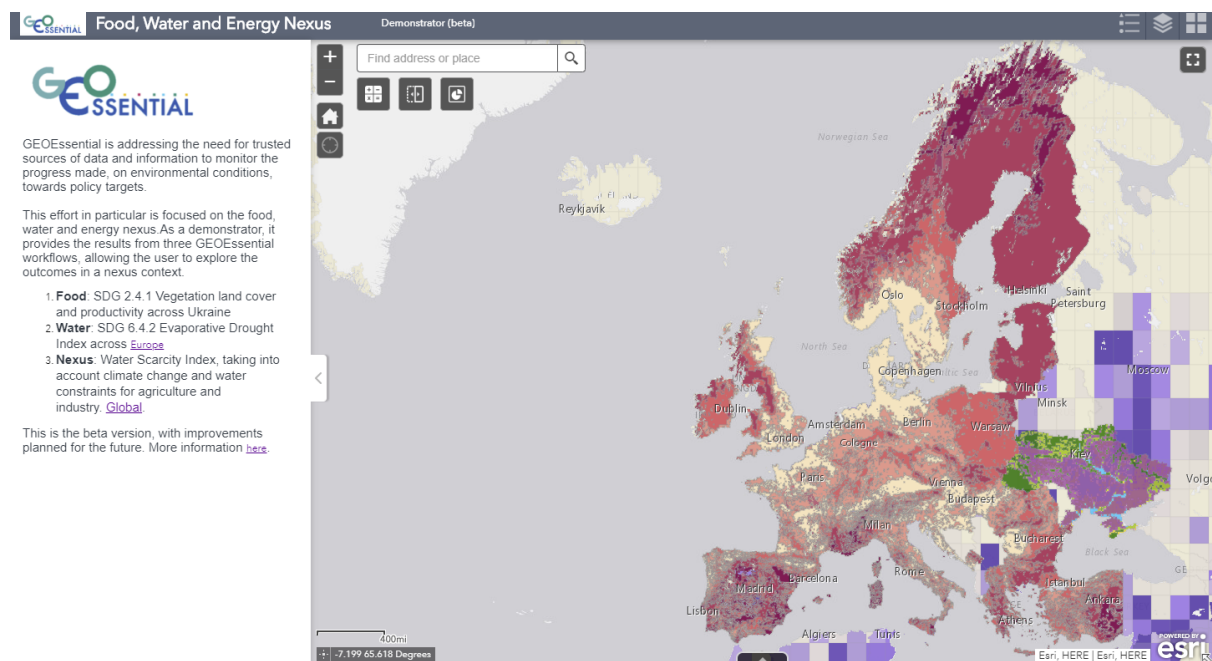 GEOESSENTIAL Food, Water and Energy Nexus Demonstrator (beta)
GEOESSENTIAL
GEOEssential is addressing the need for trusted
sources of data and information to monitor the
progress made, on environmental conditions,
towards policy targets.
This effort in particular is focused on the food,
water and energy nexus.As a demonstrator, it
provides the results from three GEOEssential
workflows, allowing the user to explore the
outcomes in a nexus context.
1. Food: SDG 2.4.1 Vegetation land cover
and productivity across Ukraine
2. Water: SDG 6.4.2 Evaporative Drought
Index across Europe
3. Nexus: Water Scarcity Index, taking into
account climate change and water
constraints for agriculture and
industry. Global.
This is the beta version, with improvements
planned for the future. More information here.
Find address or place
Norwegian Sea
Reykjavik
Oslo
Stockholm
Helsinki
Saint
Petersburg
North Sea
Copenhagen
Moscow
Vilnius
Minsk
Dublin
Amsterdam
Berlin
Warsaw
London
Cologne
Kiev
Paris
Vienna
Budapest
Volgo
Milan
Bucharest
Black Sea
GE
Barcelona
Rome
Istanbul
Madrid
Ankara
Lisbon
Athens
Algiers
Tunis
400mi
-7.199 65.618 Degrees
Esri, HERE | Esri, HERE
POWERED BY
esri